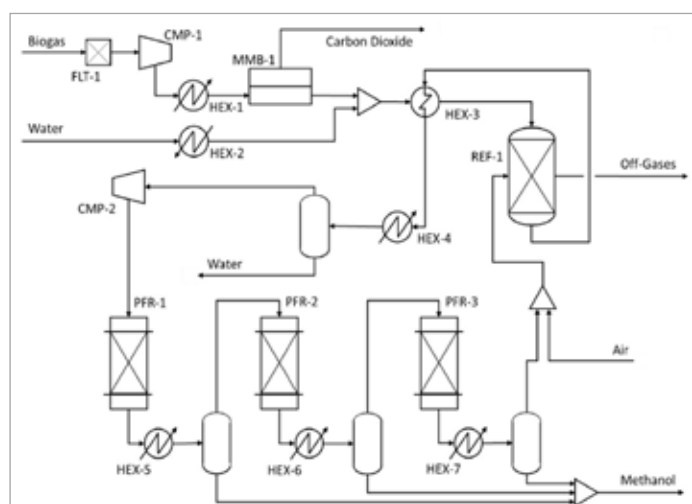 Biogas
CMP-1
Carbon Dioxide
FLT-1
MMB-1
HEX-1
HEX-3
Water
HEX-2
REF-1
Off-Gases
CMP-2
HEX-4
Water
PFR-1
PFR-2
PFR-3
Air
HEX-5
HEX-6
HEX-7
Methanol